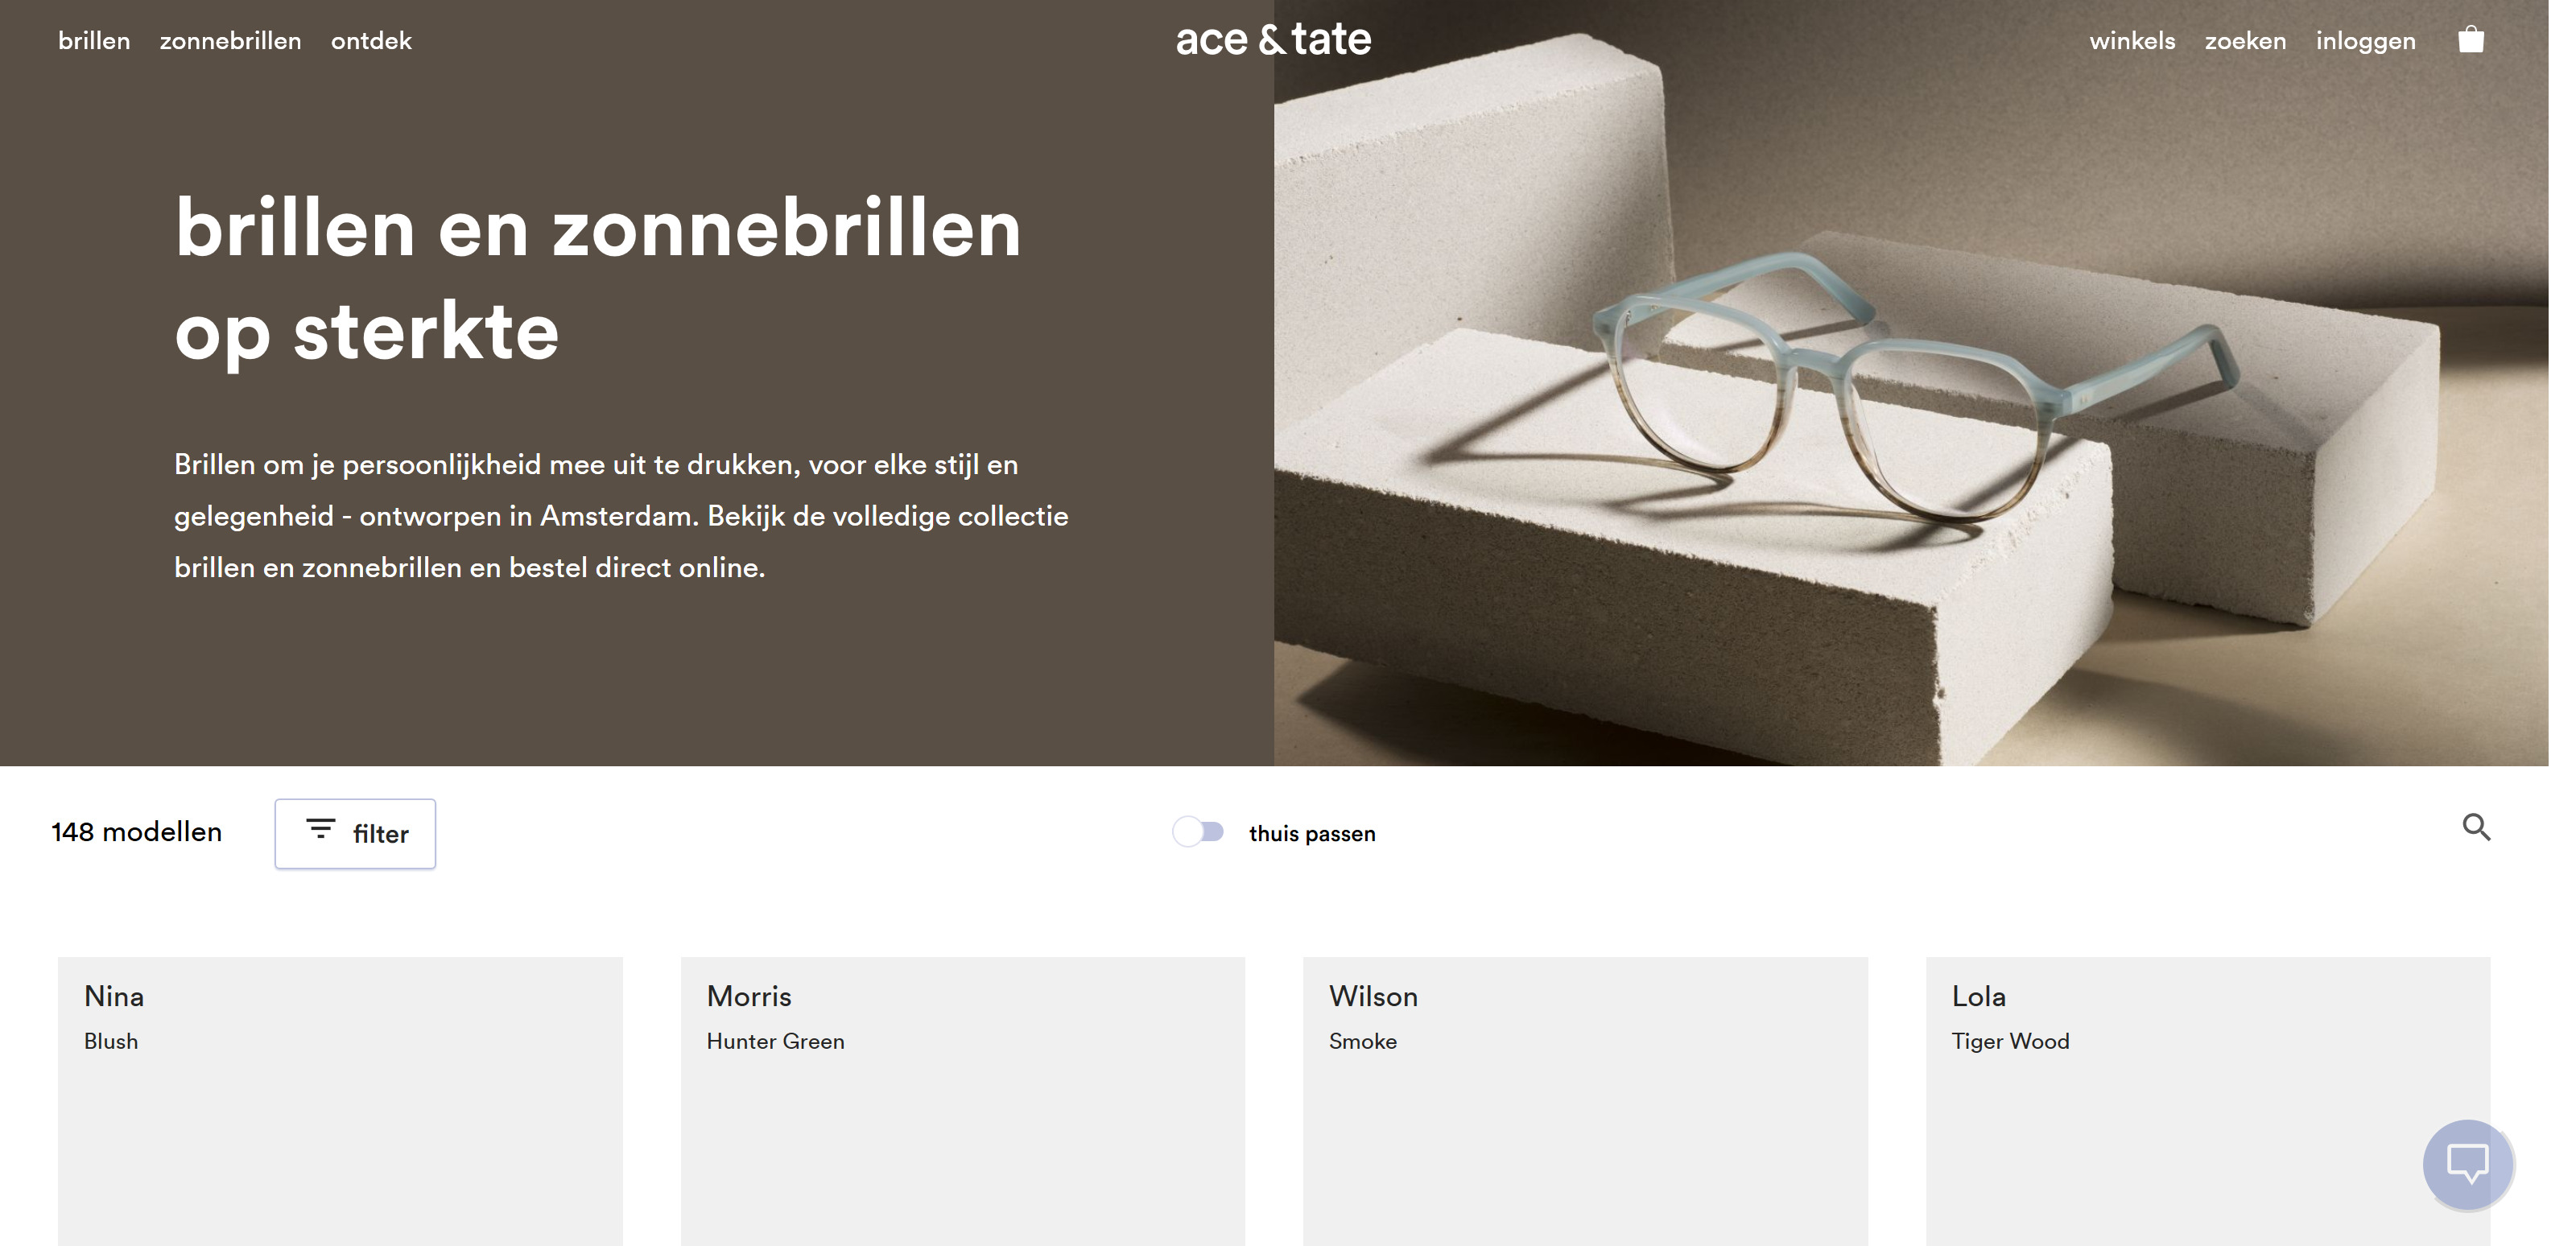 brillen zonnebrillen ontdek
ace & tate
winkels zoeken inloggen
brillen en zonnebrillen
op sterkte
Brillen om je persoonlijkheid mee uit te drukken, voor elke stijl en
gelegenheid - ontworpen in Amsterdam. Bekijk de volledige collectie
brillen en zonnebrillen en bestel direct online.
148 modellen
filter
thuis passen
Nina
Blush
Morris
Hunter Green
Wilson
Smoke
Lola
Tiger Wood